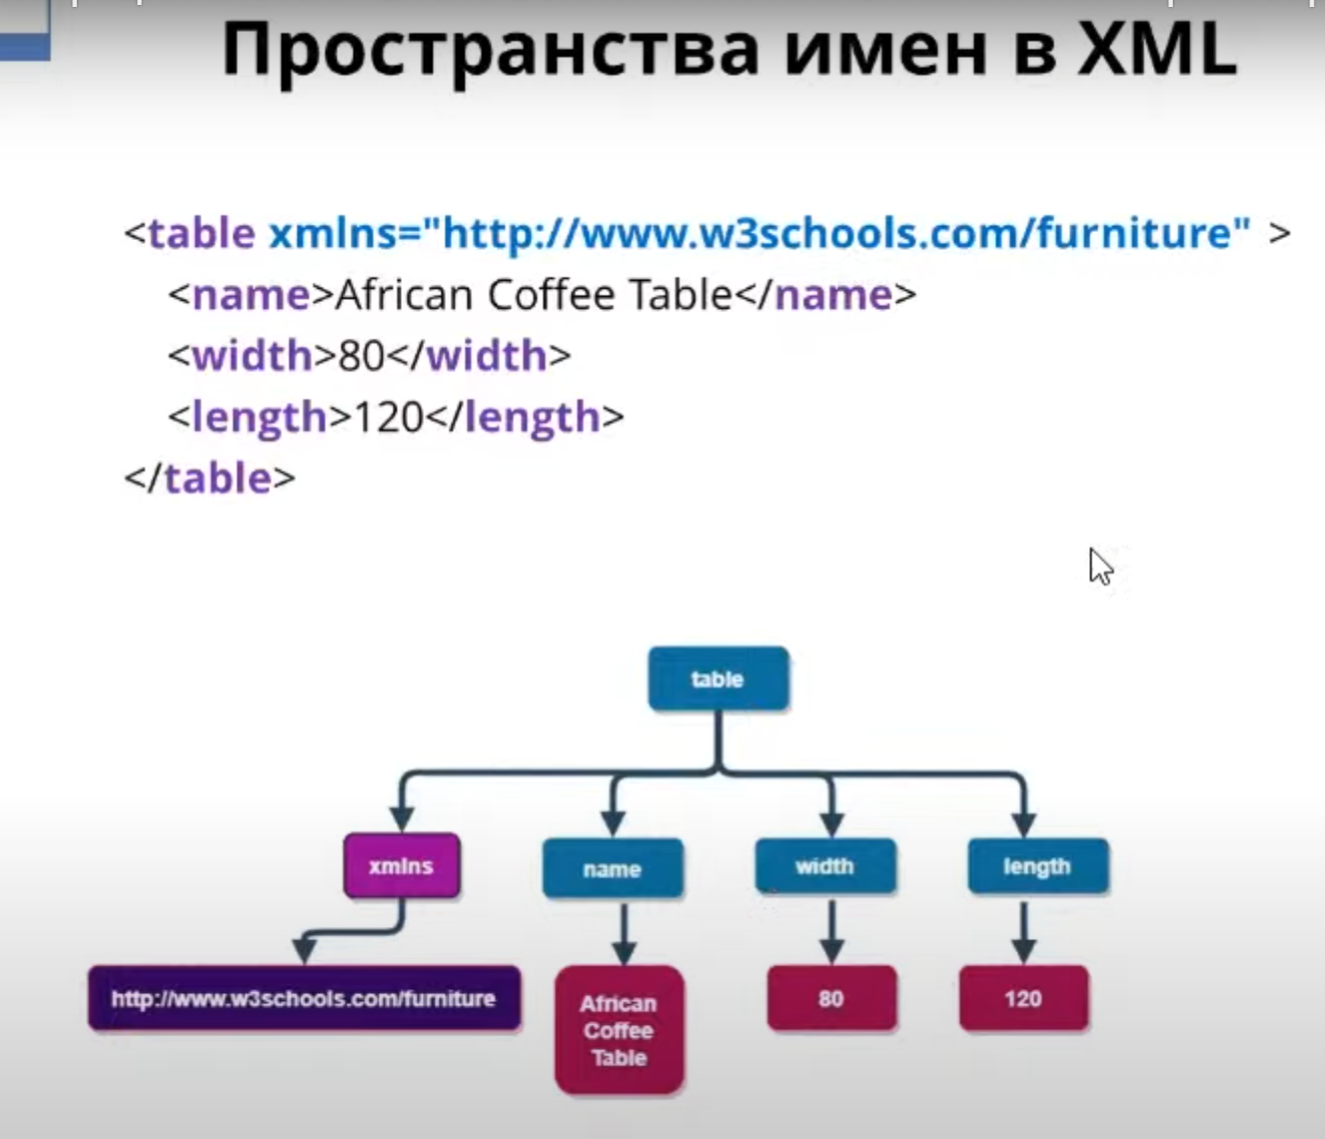 Пространства имен в XML
<table xmlns="http://www.w3schools.com/furniture" >
<name>African Coffee Table</name>
<width>80</width>
<length>120</length>
</table>
table
xmlns
name
width
length
http://www.w3schools.com/furniture
African
Coffee
Table
80
120